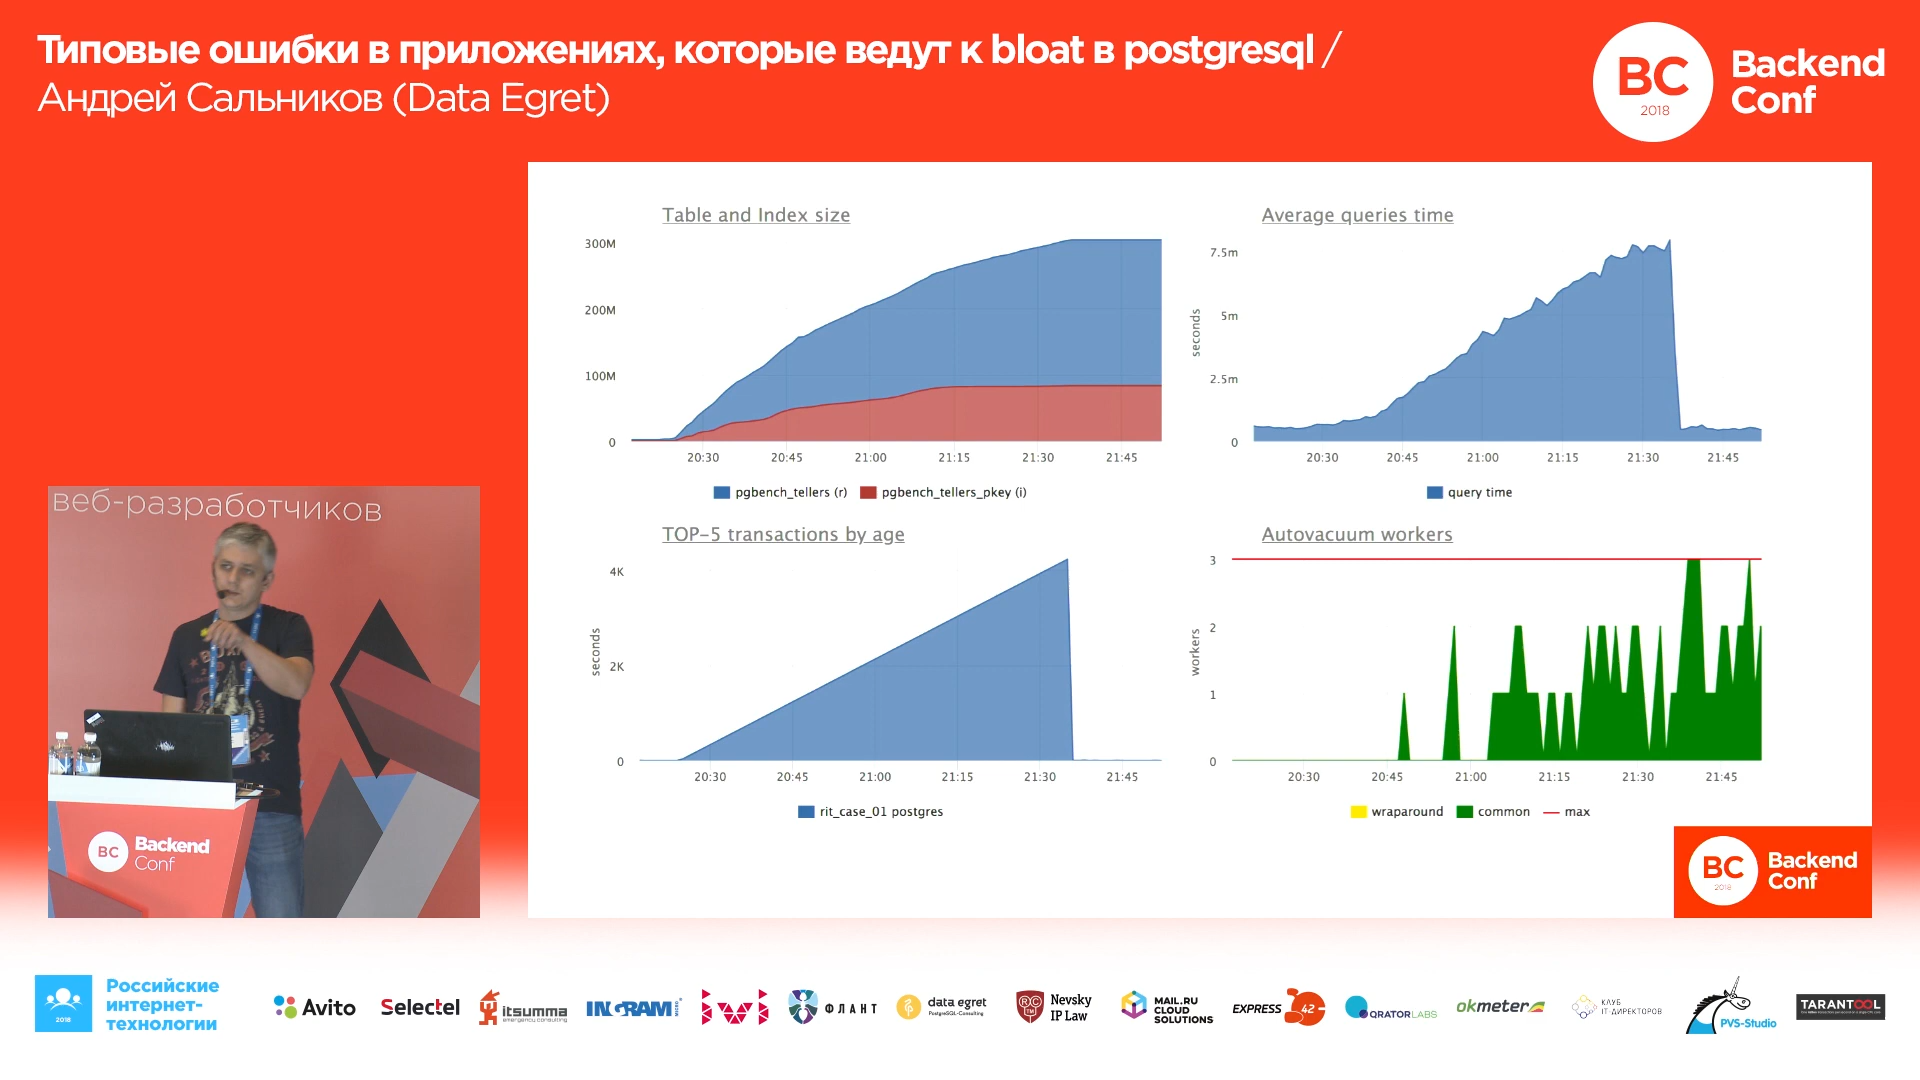 Типовые ошибки в приложениях, которые ведут к bloat в postgresql /
Андрей Сальников (Data Egret)
BC
2018
Backend
Conf
Table and Index size
300M
200M
100M
0
20:30 20:45 21:00 21:15 21:30 21:45
pgbench_tellers (r) pgbench_tellers_pkey (i)
Average queries time
7.5m
5m
2.5m
0
seconds
20:30 20:45 21:00 21:15 21:30 21:45
query time
TOP-5 transactions by age
4K
2K
0
seconds
20:30 20:45 21:00 21:15 21:30 21:45
rit_case_01 postgres
Autovacuum workers
3
2
1
0
workers
20:30 20:45 21:00 21:15 21:30 21:45
wraparound common max
BC
2018
Backend
Conf
веб-разработчиков
BC
Backend
Conf
2018
Российские
интернет-
технологии
Avito
Selectel
itsumma
emergency consulting
INGRAM
MICRO
ivi
ФЛАНТ
data egret
PostgreSQL-Consulting
RC
TM
Nevsky
IP Law
MAIL.RU
CLOUD
SOLUTIONS
EXPRESS 42
QRATORLABS
okmeter
КЛУБ
IT-ДИРЕКТОРОВ
PVS-Studio
TARANTOOL